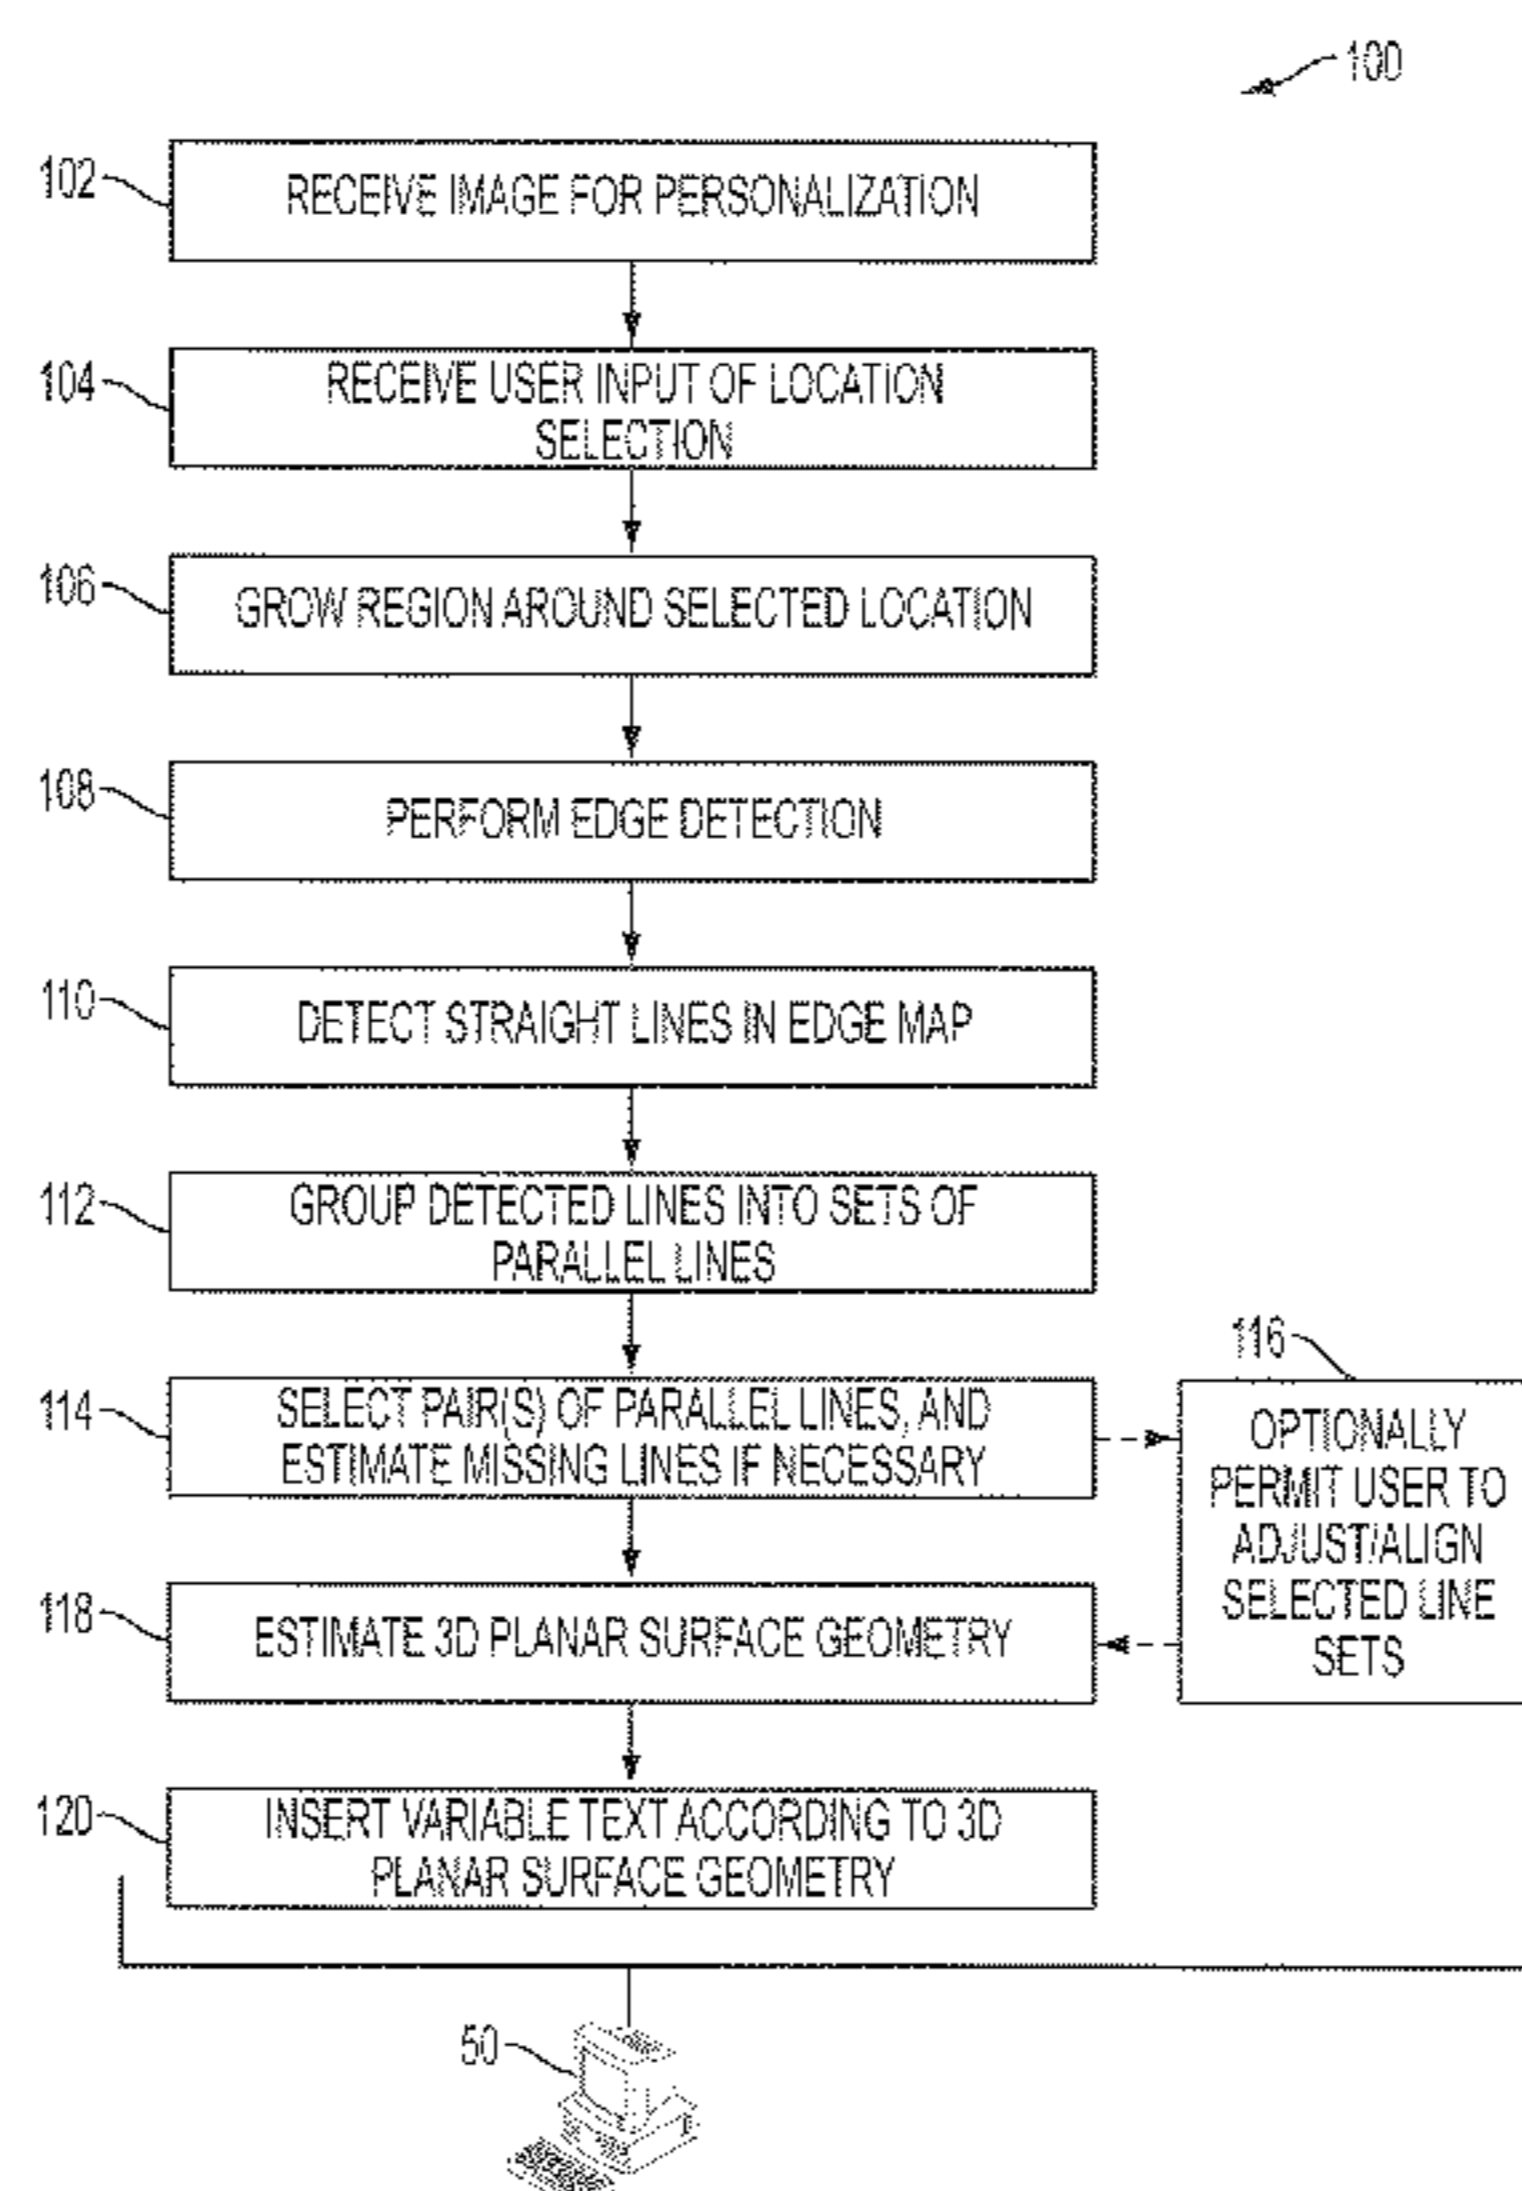 100
102
RECEIVE IMAGE FOR PERSONALIZATION
104
RECEIVE USER INPUT OF LOCATION
SELECTION
106
GROW REGION AROUND SELECTED LOCATION
108
PERFORM EDGE DETECTION
110
DETECT STRAIGHT LINES IN EDGE MAP
112
GROUP DETECTED LINES INTO SETS OF
PARALLEL LINES
114
SELECT PAIR(S) OF PARALLEL LINES, AND
ESTIMATE MISSING LINES IF NECESSARY
116
OPTIONALLY
PERMIT USER TO
ADJUST/ALIGN
SELECTED LINE
SETS
118
ESTIMATE 3D PLANAR SURFACE GEOMETRY
120
INSERT VARIABLE TEXT ACCORDING TO 3D
PLANAR SURFACE GEOMETRY
50